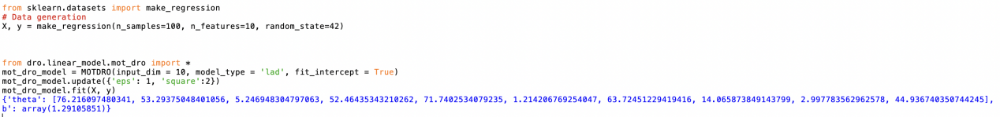 from sklearn.datasets import make_regression
# Data generation
X, y = make_regression(n_samples=100, n_features=10, random_state=42)
from dro.linear_model.mot_dro import *
mot_dro_model = MOTDRO(input_dim = 10, model_type = 'lad', fit_intercept = True)
mot_dro_model.update({'eps': 1, 'square':2})
mot_dro_model.fit(X, y)
{'theta': [76.216097480341, 53.29375048401056, 5.246948304797063, 52.46435343210262, 71.7402534079235, 1.214206769254047, 63.72451229419416, 14.065873849143799, 2.997783562962578, 44.936740350744245],
b': array(1.29105851)}